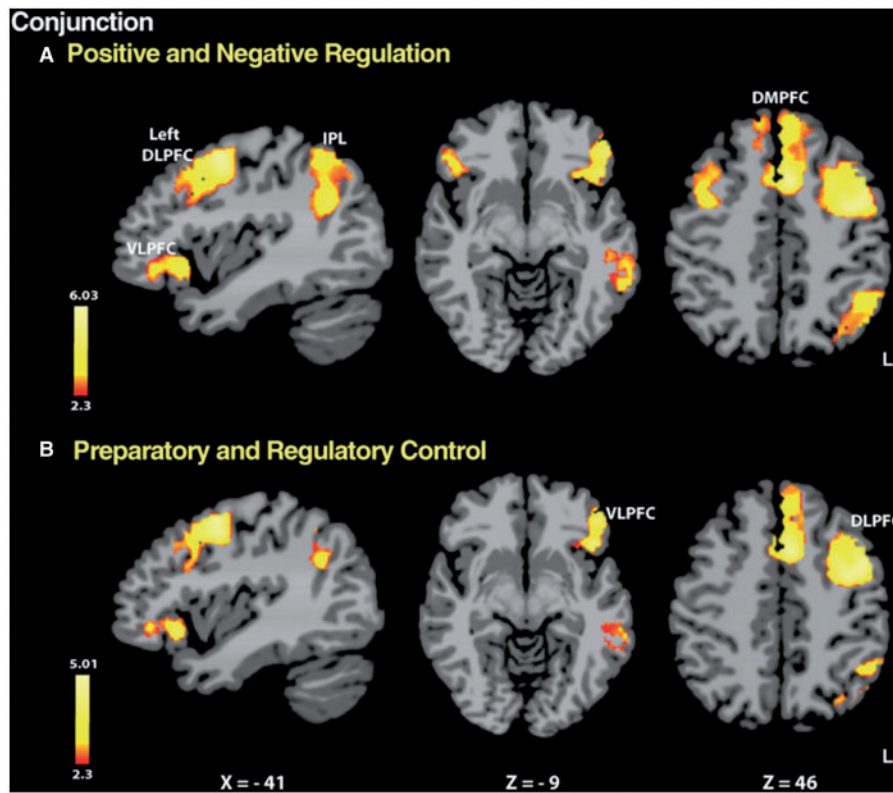 Conjunction
A Positive and Negative Regulation
DMPFC
Left
DLPFC
IPL
VLPFC
6.03
2.3
L
B Preparatory and Regulatory Control
VLPFC
DLPF
5.01
2.3
L
X = - 41
Z = - 9
Z = 46